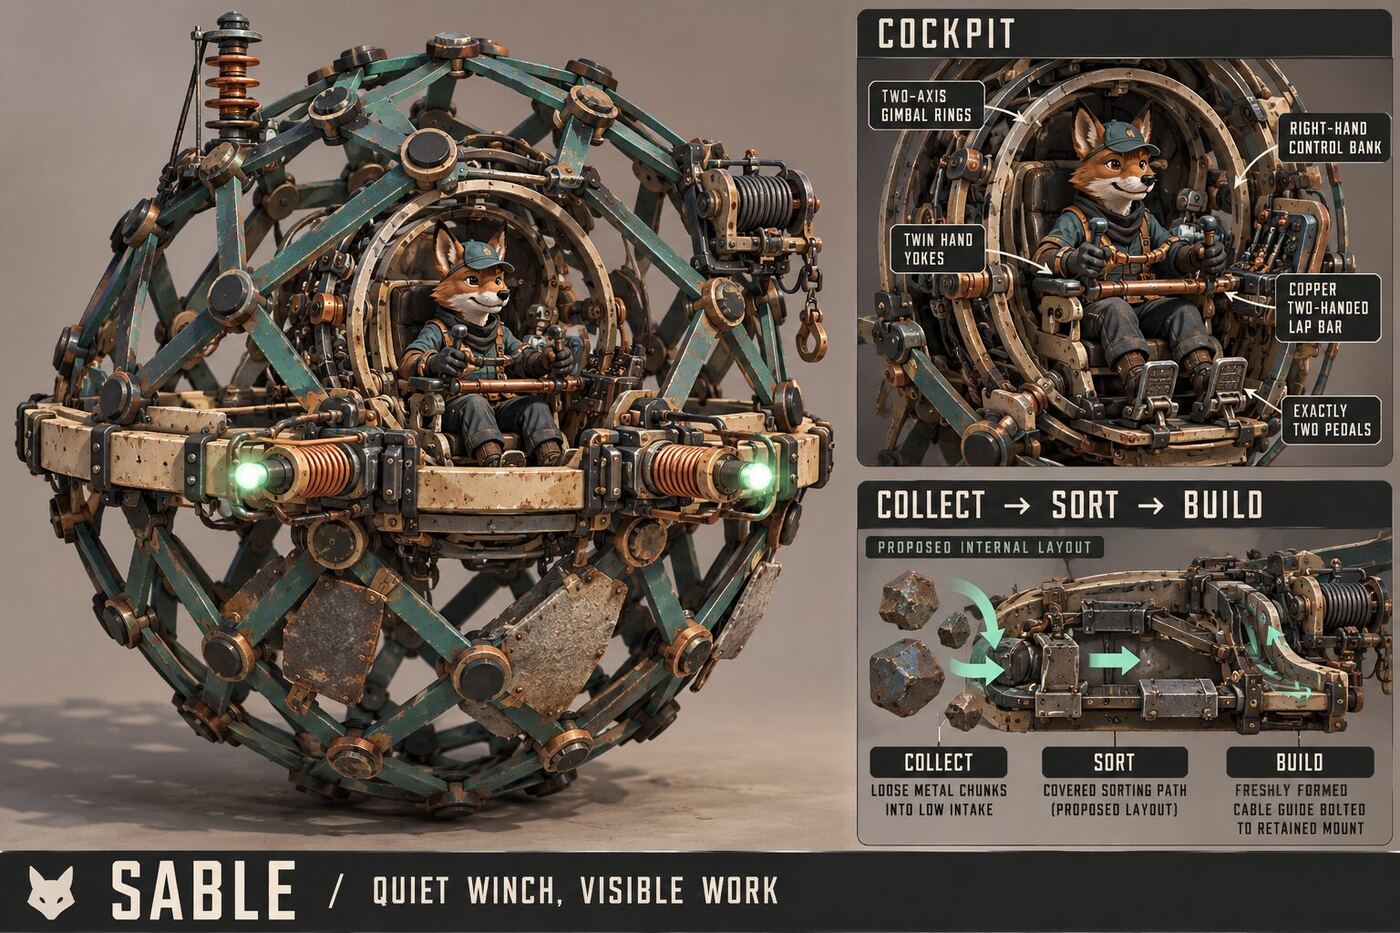 COCKPIT
TWO-AXIS
GIMBAL RINGS
RIGHT-HAND
CONTROL BANK
TWIN HAND
YOKES
COPPER
TWO-HANDED
LAP BAR
EXACTLY
TWO PEDALS
COLLECT → SORT → BUILD
PROPOSED INTERNAL LAYOUT
COLLECT
LOOSE METAL CHUNKS
INTO LOW INTAKE
SORT
COVERED SORTING PATH
(PROPOSED LAYOUT)
BUILD
FRESHLY FORMED
CABLE GUIDE BOLTED
TO RETAINED MOUNT
SABLE / QUIET WINCH, VISIBLE WORK